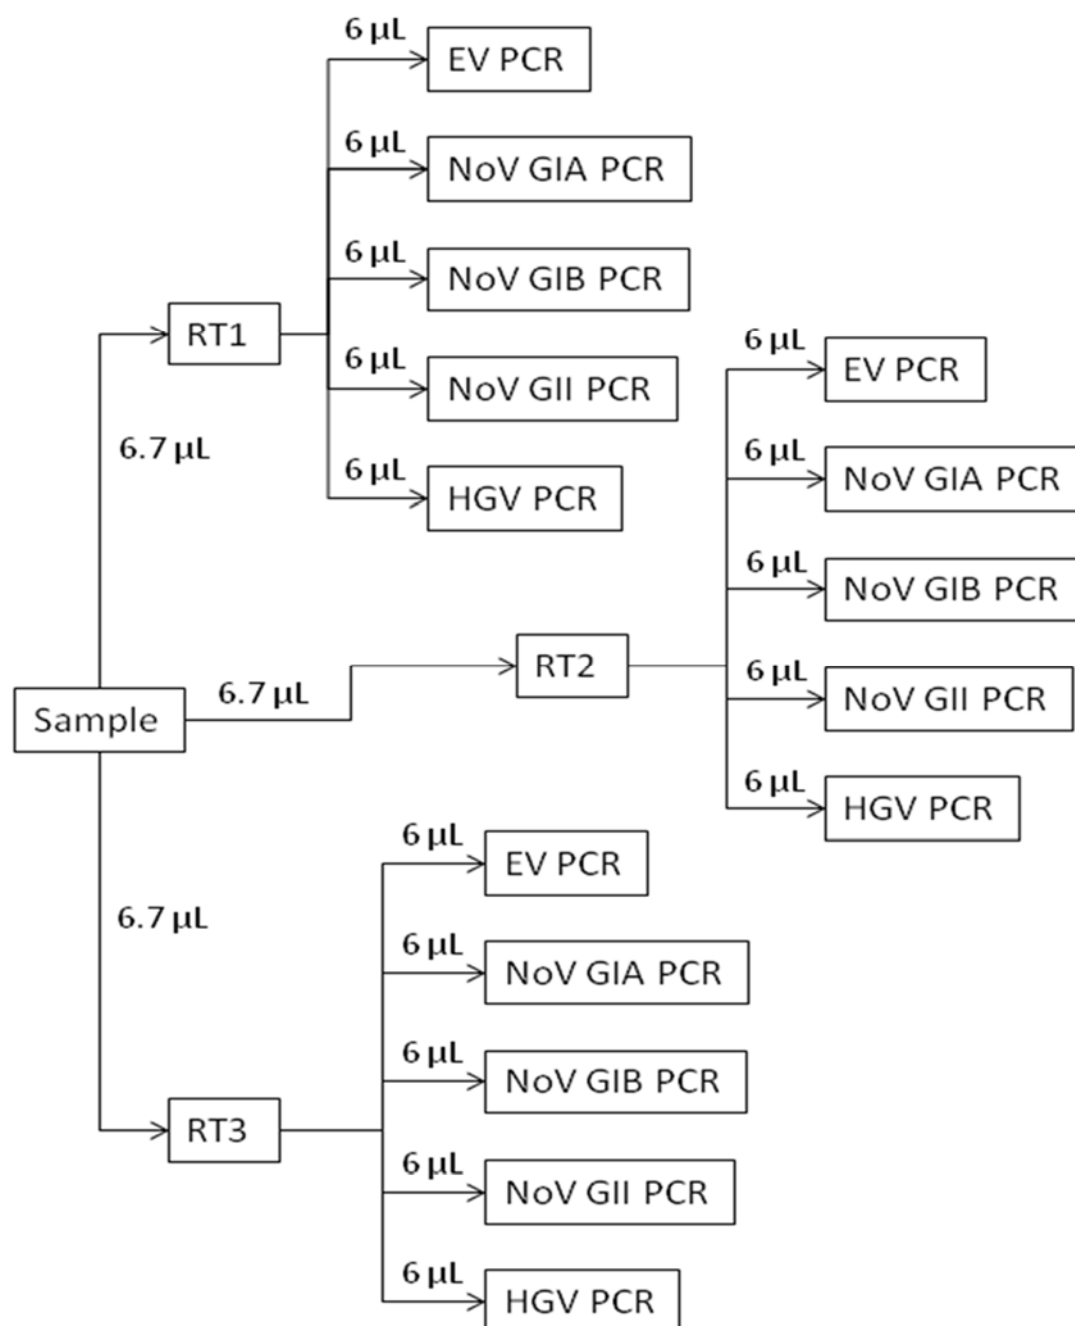 6 µL
EV PCR
6 µL
NoV GIA PCR
6 µL
NoV GIB PCR
RT1
6 µL
NoV GII PCR
6.7 µL
6 µL
HGV PCR
6 µL
EV PCR
6 µL
NoV GIA PCR
6 µL
NoV GIB PCR
RT2
6 µL
NoV GII PCR
6.7 µL
Sample
6 µL
HGV PCR
6 µL
EV PCR
6.7 µL
6 µL
NoV GIA PCR
6 µL
NoV GIB PCR
RT3
6 µL
NoV GII PCR
6 µL
HGV PCR